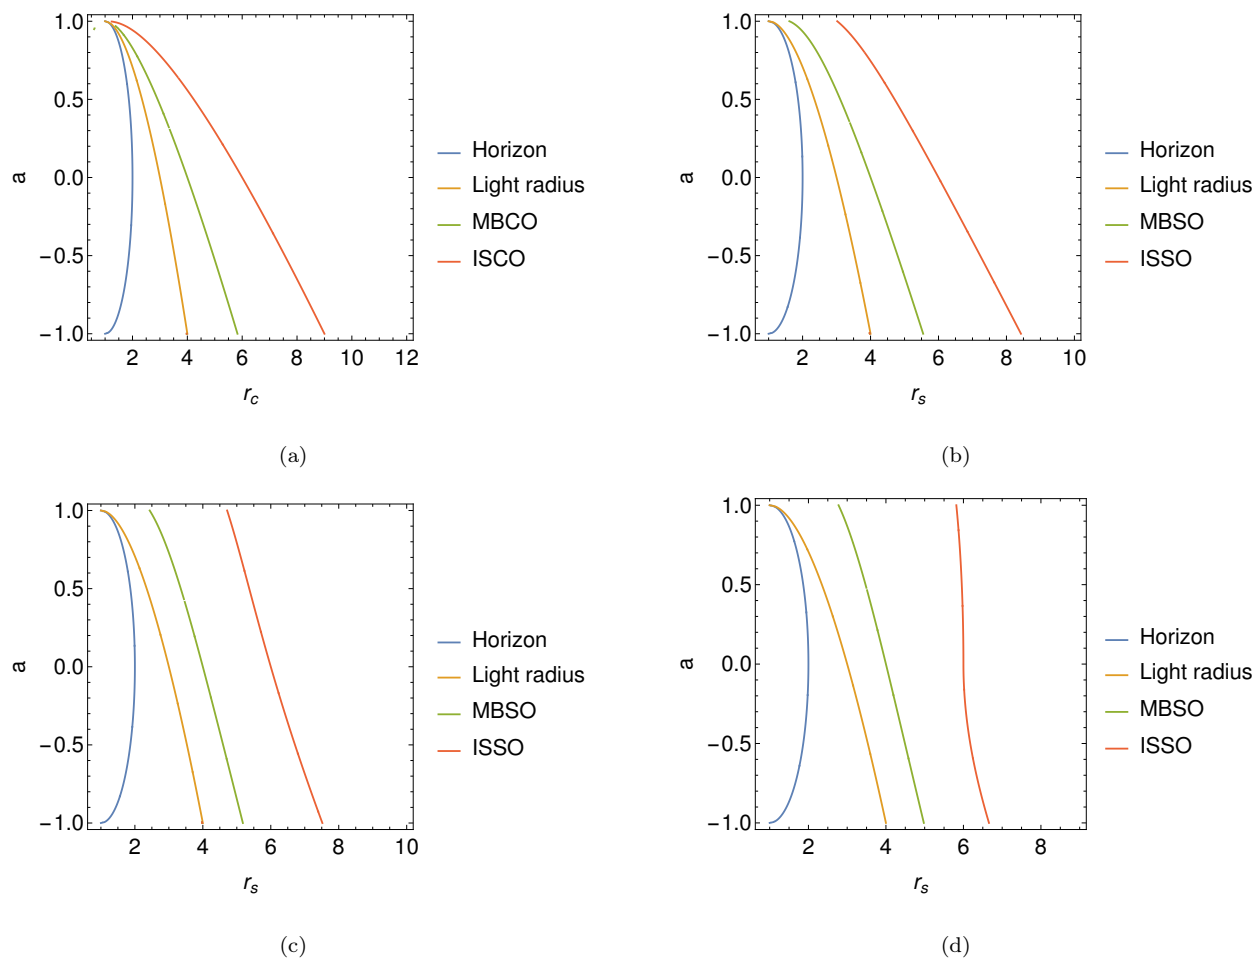 1.0
0.5
0.0
−0.5
−1.0
a
2 4 6 8 10 12
r_c
Horizon
Light radius
MBCO
ISCO
(a)
1.0
0.5
0.0
−0.5
−1.0
a
2 4 6 8 10
r_s
Horizon
Light radius
MBSO
ISSO
(b)
1.0
0.5
0.0
−0.5
−1.0
a
2 4 6 8 10
r_s
Horizon
Light radius
MBSO
ISSO
(c)
1.0
0.5
0.0
−0.5
−1.0
a
2 4 6 8
r_s
Horizon
Light radius
MBSO
ISSO
(d)